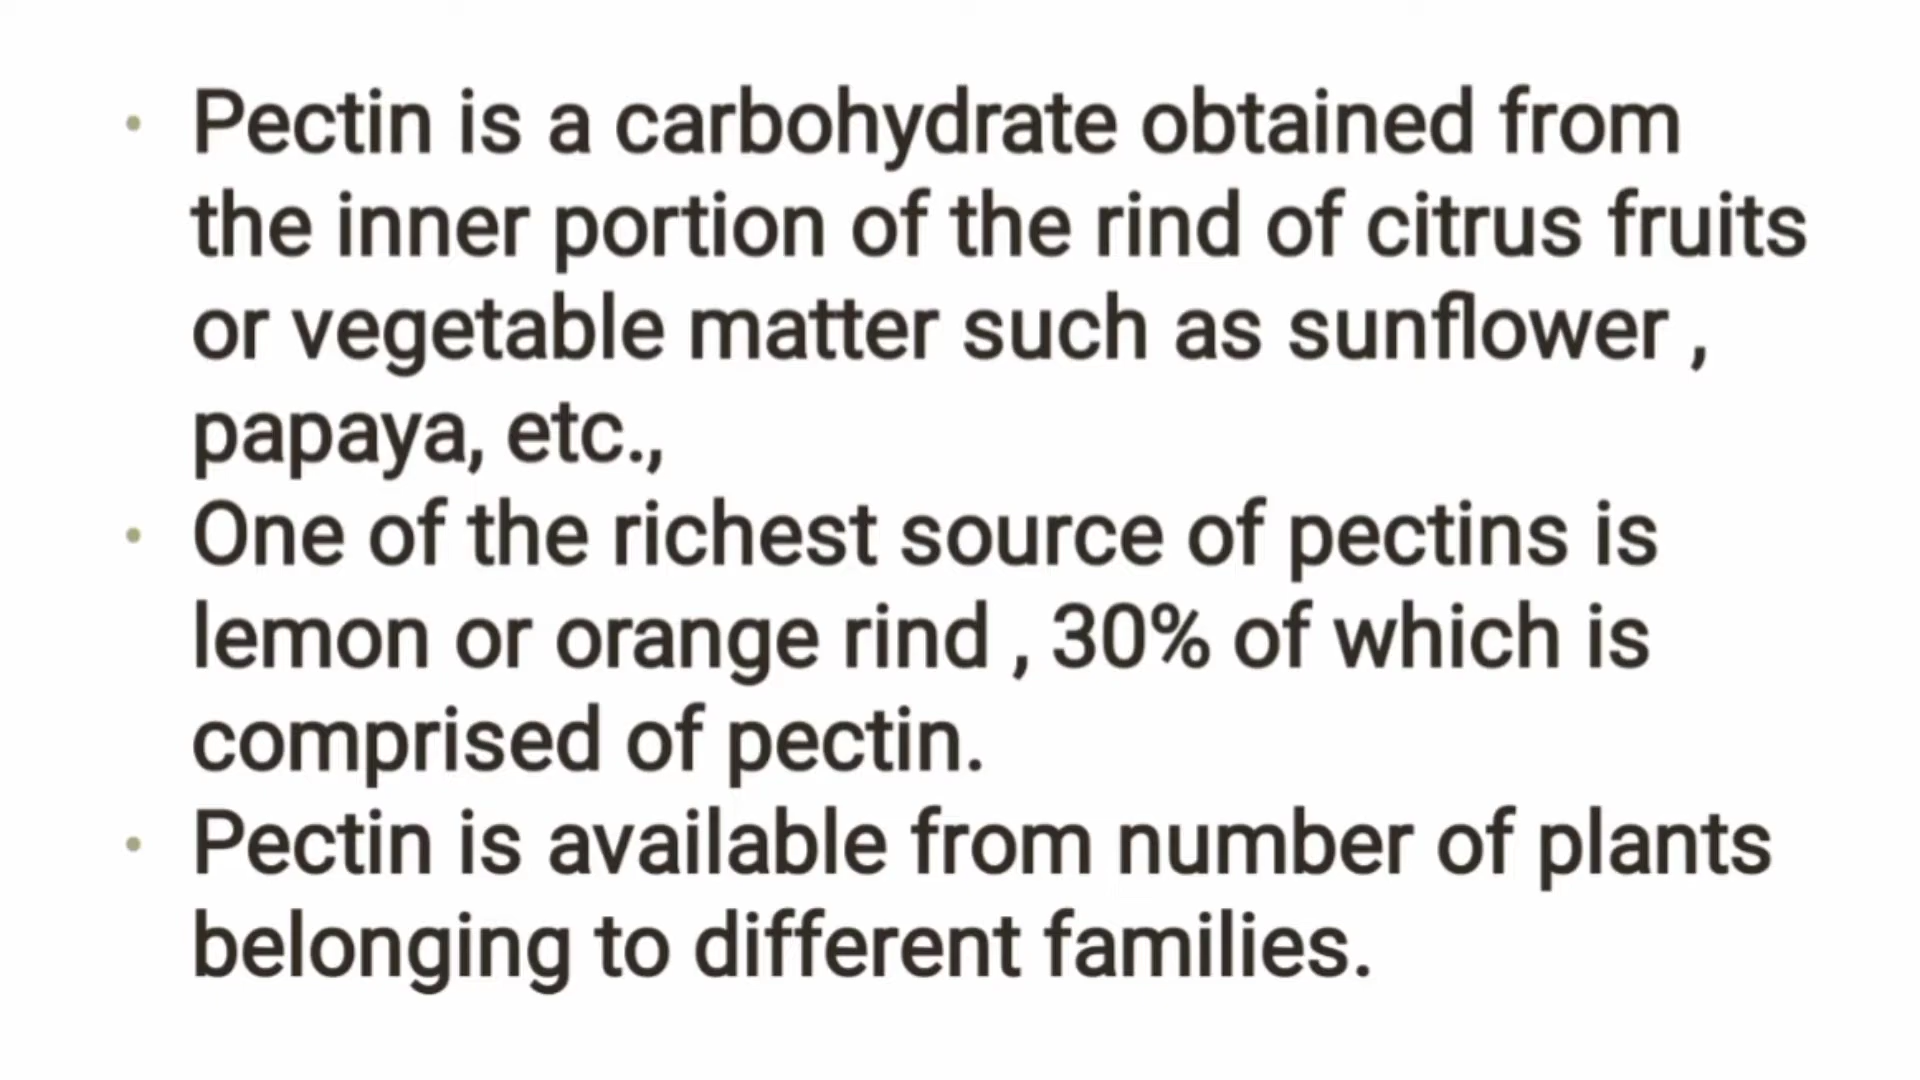 • Pectin is a carbohydrate obtained from
the inner portion of the rind of citrus fruits
or vegetable matter such as sunflower ,
papaya, etc.,
• One of the richest source of pectins is
lemon or orange rind , 30% of which is
comprised of pectin.
• Pectin is available from number of plants
belonging to different families.